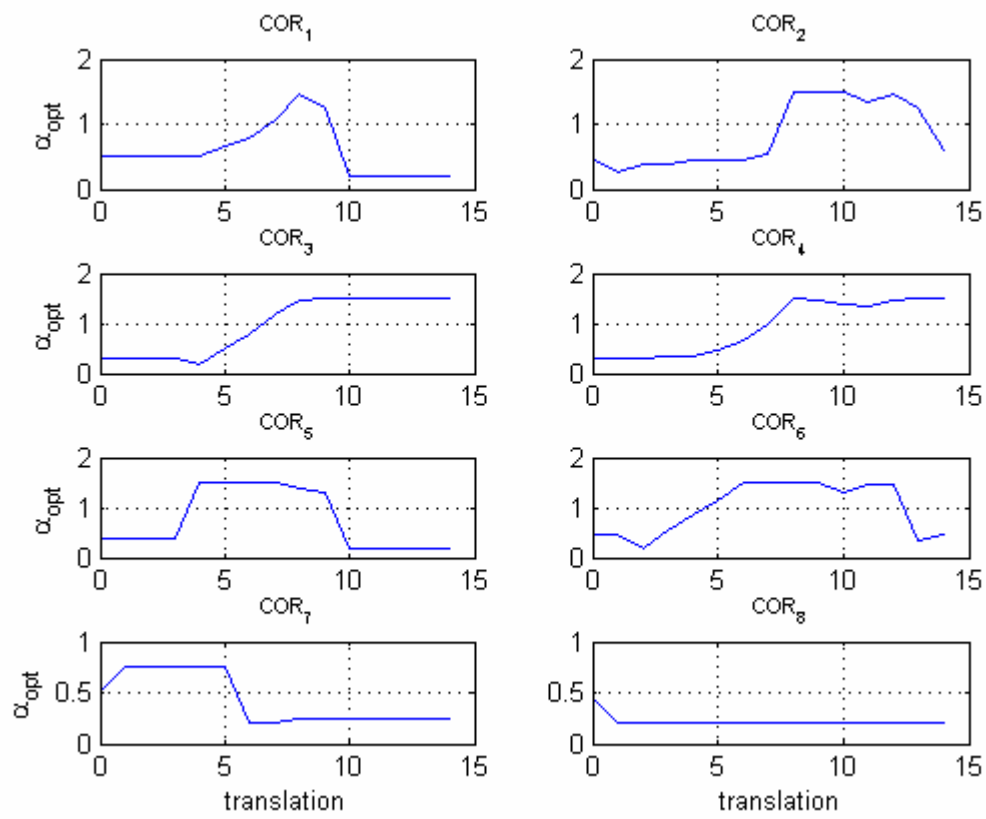 COR1 COR2
2 2
αopt 1 1
0 0
0 5 10 15 0 5 10 15
COR3 COR4
2 2
αopt 1 1
0 0
0 5 10 15 0 5 10 15
COR5 COR6
2 2
αopt 1 1
0 0
0 5 10 15 0 5 10 15
COR7 COR8
1 1
αopt 0.5 0.5
0 0
0 5 10 15 0 5 10 15
translation translation